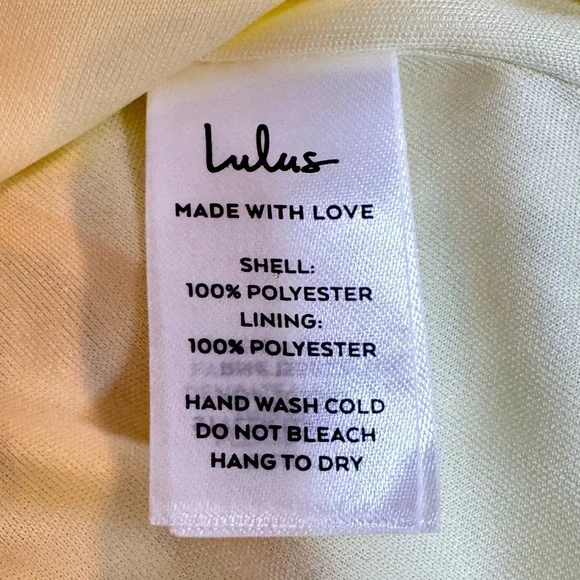 Lulus
MADE WITH LOVE
SHELL:
100% POLYESTER
LINING:
100% POLYESTER
HAND WASH COLD
DO NOT BLEACH
HANG TO DRY